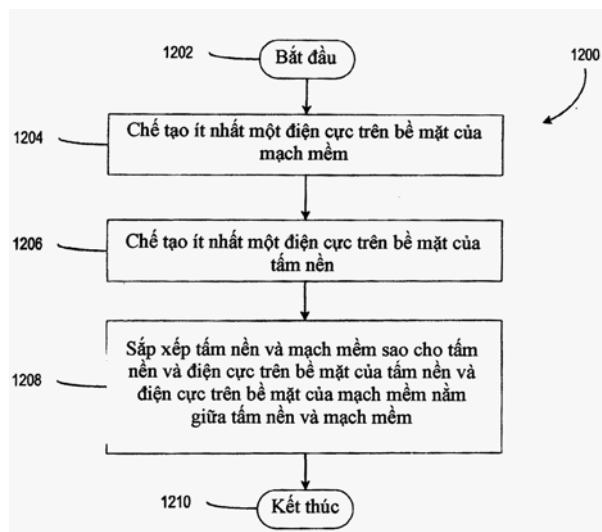 1202
Bắt đầu
1200
1204
Chế tạo ít nhất một điện cực trên bề mặt của
mạch mềm
1206
Chế tạo ít nhất một điện cực trên bề mặt của
tấm nền
1208
Sắp xếp tấm nền và mạch mềm sao cho tấm
nền và điện cực trên bề mặt của tấm nền và
điện cực trên bề mặt của mạch mềm nằm
giữa tấm nền và mạch mềm
1210
Kết thúc